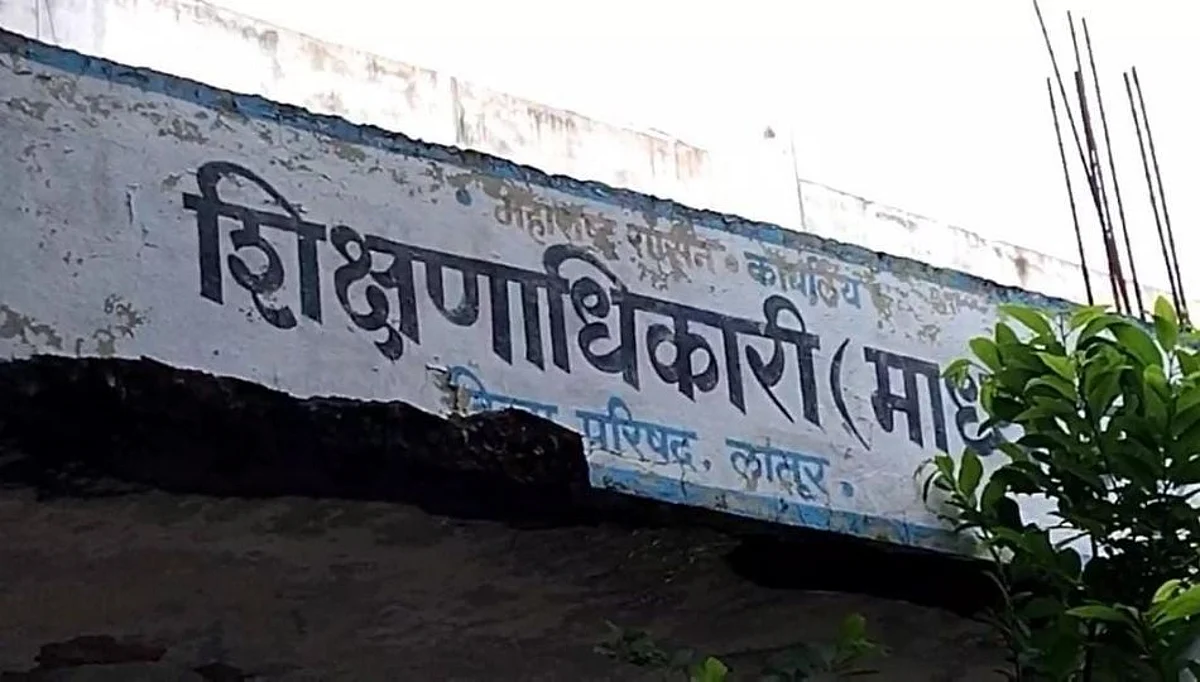 महाराष्ट्र शासन • कार्यालय
शिक्षणाधिकारी (माध्
परिषद, लातूर.